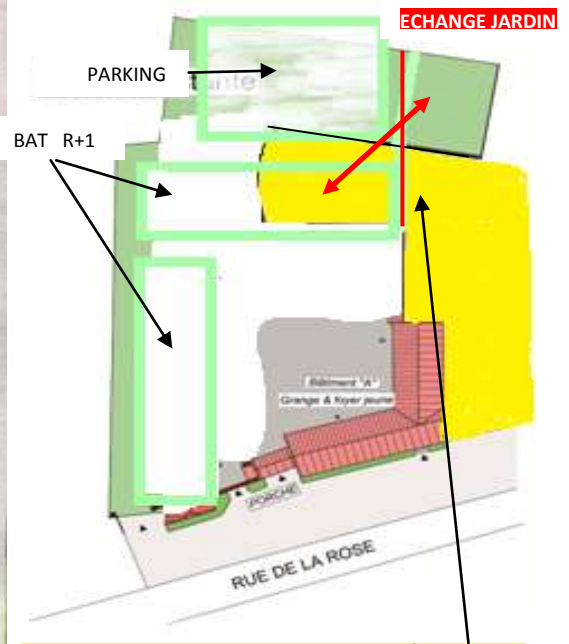 ECHANGE JARDIN
PARKING
BAT R+1
Bâtiment "A"
Grange & foyer jeune
PORCHE
RUE DE LA ROSE